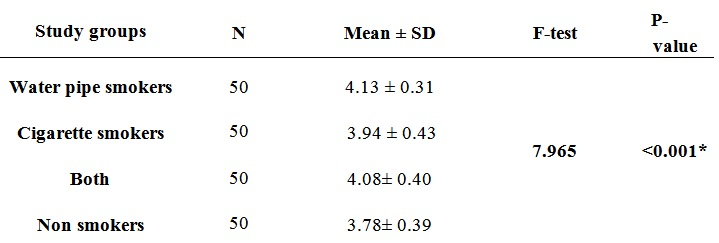 Study groups N Mean ± SD F-test P-value
Water pipe smokers 50 4.13 ± 0.31
Cigarette smokers 50 3.94 ± 0.43
7.965 <0.001*
Both 50 4.08± 0.40
Non smokers 50 3.78± 0.39